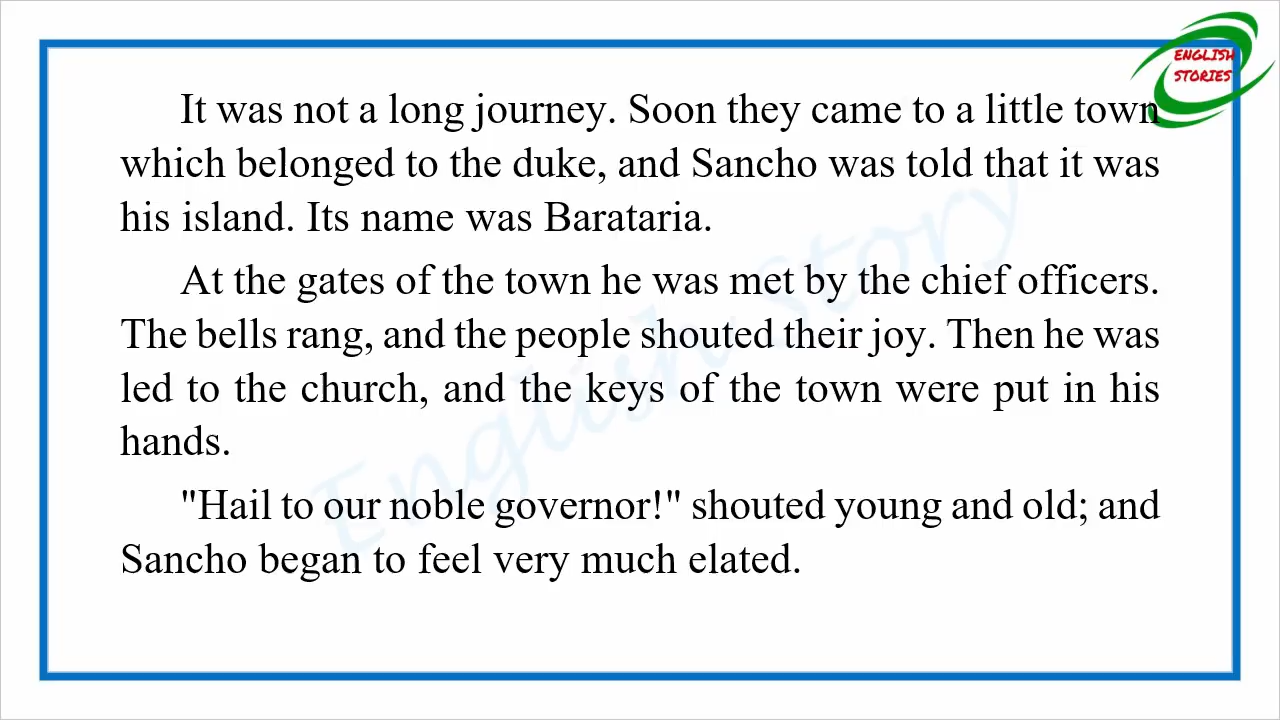 ENGLISH
STORIES
It was not a long journey. Soon they came to a little town
which belonged to the duke, and Sancho was told that it was
his island. Its name was Barataria.
At the gates of the town he was met by the chief officers.
The bells rang, and the people shouted their joy. Then he was
led to the church, and the keys of the town were put in his
hands.
"Hail to our noble governor!" shouted young and old; and
Sancho began to feel very much elated.
English Story